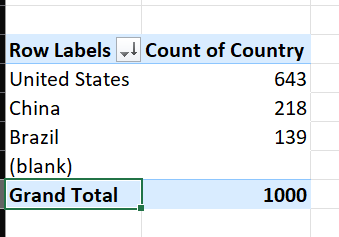 Row Labels Count of Country
United States 643
China 218
Brazil 139
(blank)
Grand Total 1000